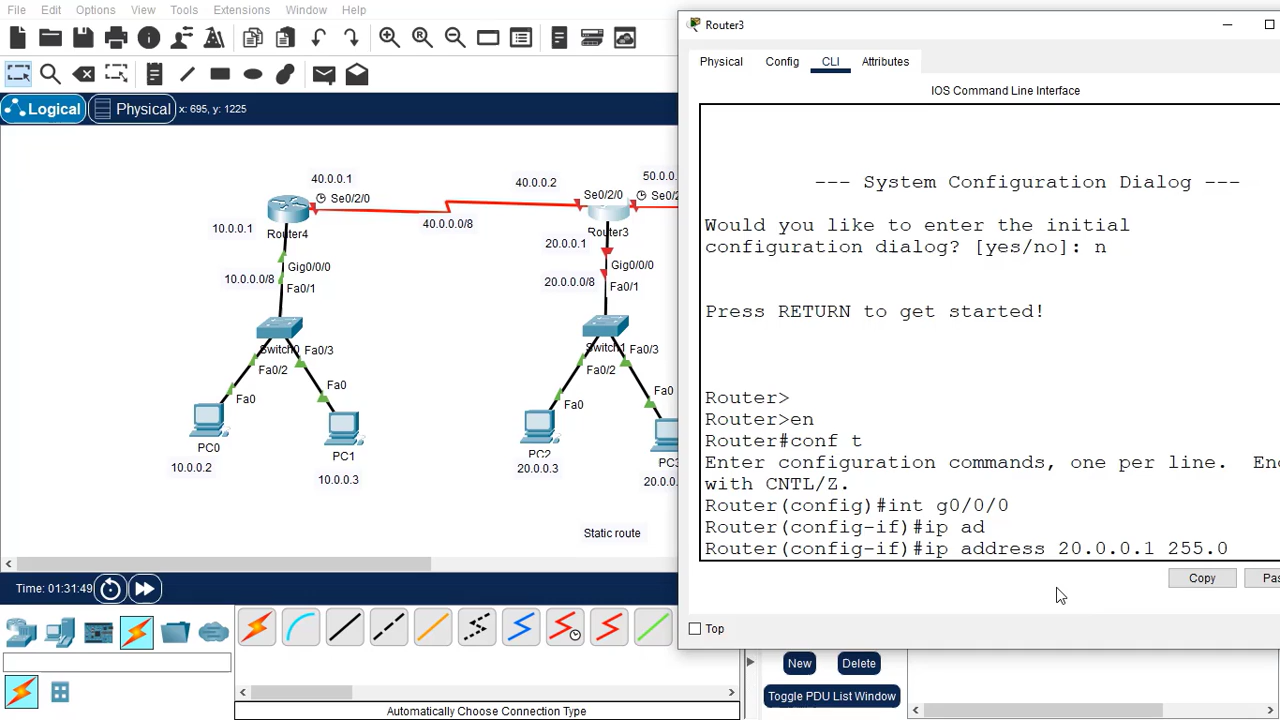 File Edit Options View Tools Extensions Window Help
Logical Physical x: 695, y: 1225
40.0.0.1
Se0/2/0
10.0.0.1
Router4
40.0.0.0/8
Gig0/0/0
10.0.0.0/8
Fa0/1
Switch0
Fa0/3
Fa0/2
Fa0
Fa0
PC0
10.0.0.2
PC1
10.0.0.3
40.0.0.2
Se0/2/0
50.0.0.
Se0/2
Router3
20.0.0.1
Gig0/0/0
20.0.0.0/8
Fa0/1
Switch1
Fa0/3
Fa0/2
Fa0
Fa0
PC2
20.0.0.3
PC3
20.0.0.
Static route
Time: 01:31:49
Automatically Choose Connection Type
Router3
Physical Config CLI Attributes
IOS Command Line Interface
--- System Configuration Dialog ---
Would you like to enter the initial
configuration dialog? [yes/no]: n
Press RETURN to get started!
Router>
Router>en
Router#conf t
Enter configuration commands, one per line. End
with CNTL/Z.
Router(config)#int g0/0/0
Router(config-if)#ip ad
Router(config-if)#ip address 20.0.0.1 255.0
Copy Pas
Top
New Delete
Toggle PDU List Window